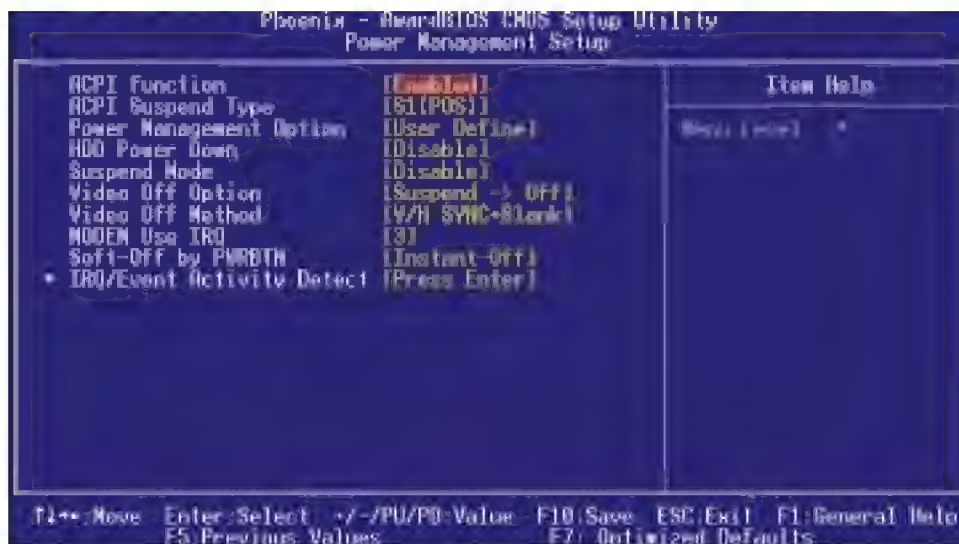 Phoenix - AwardBIOS CMOS Setup Utility
Power Management Setup
ACPI Function [Enabled]
ACPI Suspend Type [S1(POS)]
Power Management Option [User Define]
HDD Power Down [Disable]
Suspend Mode [Disable]
Video Off Option [Suspend -> Off]
Video Off Method [V/H SYNC+Blank]
MODEM Use IRQ [3]
Soft-Off by PWRBTN [Instant-Off]
IRQ/Event Activity Detect [Press Enter]
Item Help
Menu Level
↑↓→←:Move Enter:Select +/-/PU/PD:Value F10:Save ESC:Exit F1:General Help
F5:Previous Values F7: Optimized Defaults